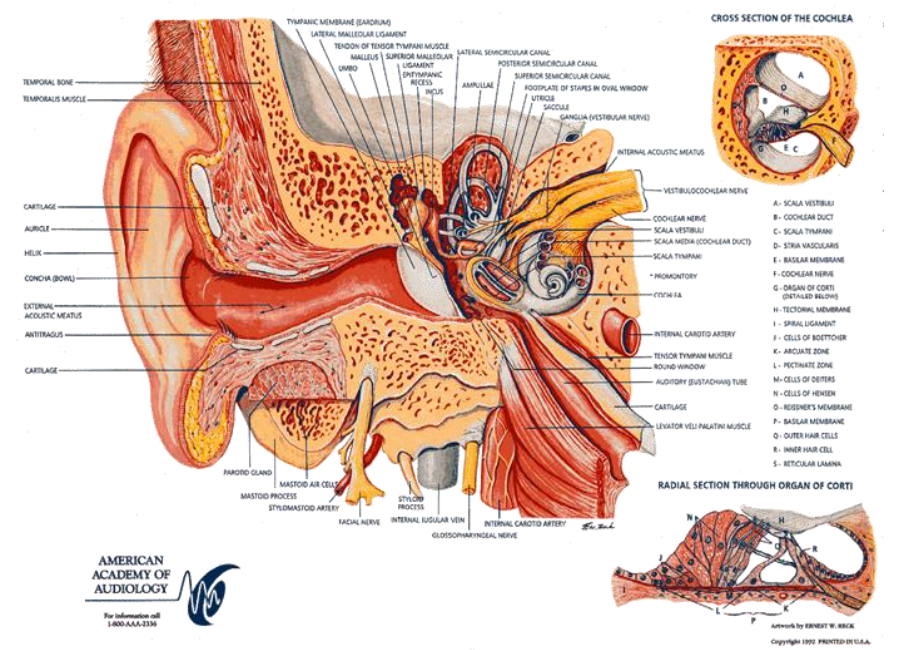 CROSS SECTION OF THE COCHLEA
TYMPANIC MEMBRANE (EARDRUM)
LATERAL MALLEOLAR LIGAMENT
TENDON OF TENSOR TYMPANI MUSCLE
MALLEUS
SUPERIOR MALLEOLAR
LIGAMENT
UMBO
EPITYMPANIC
RECESS
INCUS
LATERAL SEMICIRCULAR CANAL
POSTERIOR SEMICIRCULAR CANAL
SUPERIOR SEMICIRCULAR CANAL
AMPULLAE
FOOTPLATE OF STAPES IN OVAL WINDOW
UTRICLE
SACCULE
GANGLIA (VESTIBULAR NERVE)
TEMPORAL BONE
TEMPORALIS MUSCLE
CARTILAGE
AURICLE
HELIX
CONCHA (BOWL)
EXTERNAL
ACOUSTIC MEATUS
ANTITRAGUS
CARTILAGE
INTERNAL ACOUSTIC MEATUS
VESTIBULOCOCHLEAR NERVE
COCHLEAR NERVE
SCALA VESTIBULI
SCALA MEDIA (COCHLEAR DUCT)
SCALA TYMPANI
* PROMONTORY
COCHLEA
INTERNAL CAROTID ARTERY
TENSOR TYMPANI MUSCLE
ROUND WINDOW
AUDITORY (EUSTACHIAN) TUBE
CARTILAGE
LEVATOR VELI PALATINI MUSCLE
PAROTID GLAND
MASTOID AIR CELLS
MASTOID PROCESS
STYLOMASTOID ARTERY
FACIAL NERVE
STYLOID
PROCESS
INTERNAL JUGULAR VEIN
GLOSSOPHARYNGEAL NERVE
INTERNAL CAROTID ARTERY
A
O
B
H
G
E C
A - SCALA VESTIBULI
B - COCHLEAR DUCT
C - SCALA TYMPANI
D - STRIA VASCULARIS
E - BASILAR MEMBRANE
F - COCHLEAR NERVE
G - ORGAN OF CORTI
(DETAILED BELOW)
H - TECTORIAL MEMBRANE
I - SPIRAL LIGAMENT
J - CELLS OF BOETTCHER
K - ARCUATE ZONE
L - PECTINATE ZONE
M - CELLS OF DEITERS
N - CELLS OF HENSEN
O - REISSNER'S MEMBRANE
P - BASILAR MEMBRANE
Q - OUTER HAIR CELLS
R - INNER HAIR CELL
S - RETICULAR LAMINA
RADIAL SECTION THROUGH ORGAN OF CORTI
N
H
Q
R
J
I
L
K
P
AMERICAN
ACADEMY OF
AUDIOLOGY
For information call
1-800-AAA-2336
Artwork by ERNEST W. BECK
Copyright 1992 PRINTED IN U.S.A.